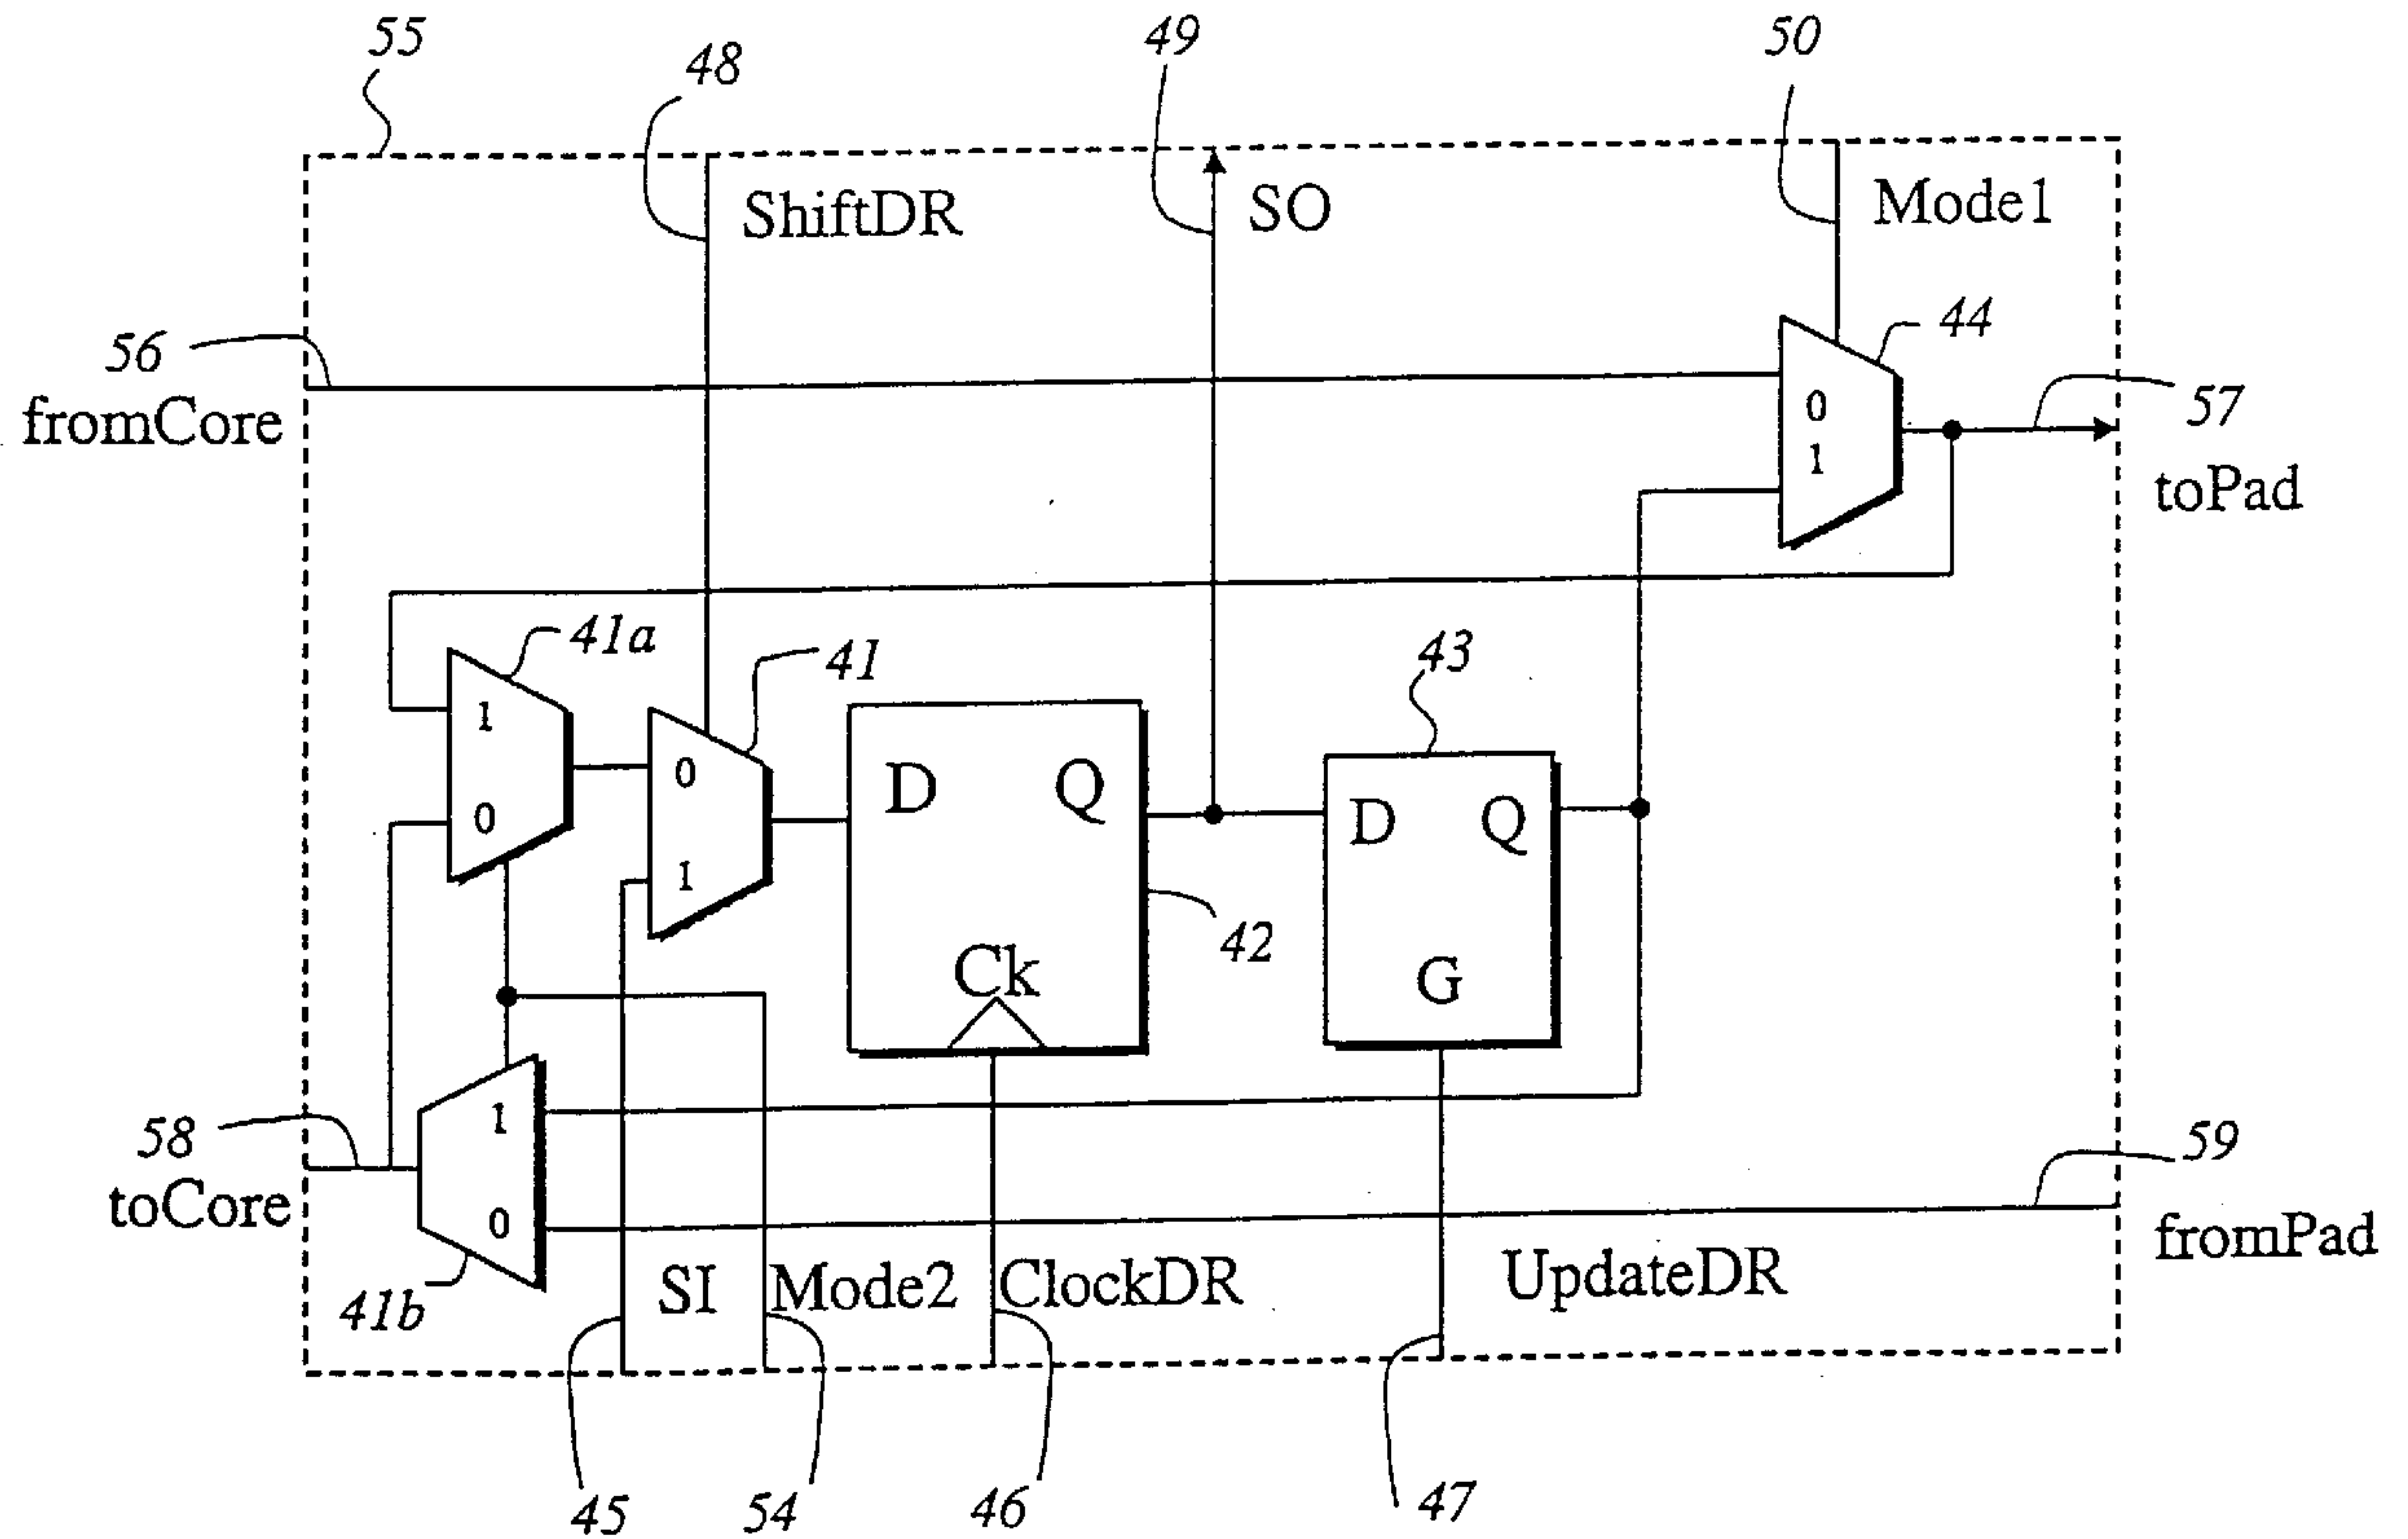 55
48
49
50
ShiftDR
SO
Mode1
44
56
fromCore
57
toPad
41a
41
43
1
0
0
1
0
1
D
Q
Ck
42
D
Q
G
58
toCore
1
0
41b
59
fromPad
SI
Mode2
ClockDR
UpdateDR
45
54
46
47